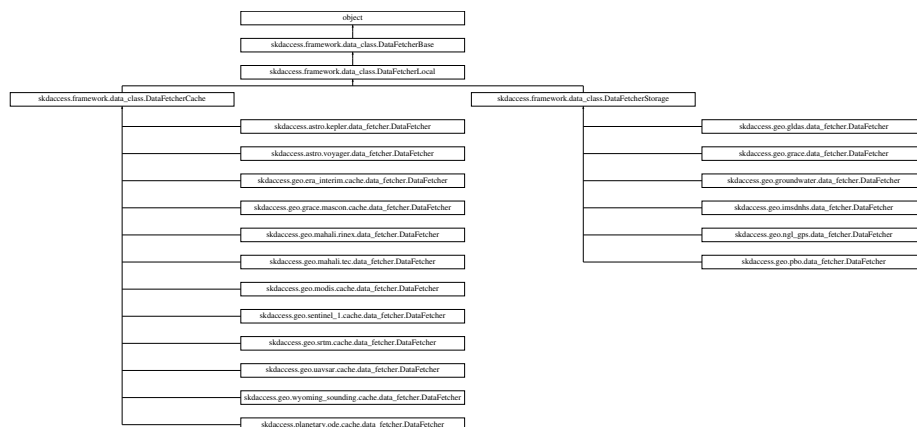 object
skdaccess.framework.data_class.DataFetcherBase
skdaccess.framework.data_class.DataFetcherLocal
skdaccess.framework.data_class.DataFetcherCache
skdaccess.astro.kepler.data_fetcher.DataFetcher
skdaccess.astro.voyager.data_fetcher.DataFetcher
skdaccess.geo.era_interim.cache.data_fetcher.DataFetcher
skdaccess.geo.grace.mascon.cache.data_fetcher.DataFetcher
skdaccess.geo.mahali.rinex.data_fetcher.DataFetcher
skdaccess.geo.mahali.tec.data_fetcher.DataFetcher
skdaccess.geo.modis.cache.data_fetcher.DataFetcher
skdaccess.geo.sentinel_1.cache.data_fetcher.DataFetcher
skdaccess.geo.srtm.cache.data_fetcher.DataFetcher
skdaccess.geo.uavsar.cache.data_fetcher.DataFetcher
skdaccess.geo.wyoming_sounding.cache.data_fetcher.DataFetcher
skdaccess.planetary.ode.cache.data_fetcher.DataFetcher
skdaccess.framework.data_class.DataFetcherStorage
skdaccess.geo.gldas.data_fetcher.DataFetcher
skdaccess.geo.grace.data_fetcher.DataFetcher
skdaccess.geo.groundwater.data_fetcher.DataFetcher
skdaccess.geo.imsdnhs.data_fetcher.DataFetcher
skdaccess.geo.ngl_gps.data_fetcher.DataFetcher
skdaccess.geo.pbo.data_fetcher.DataFetcher